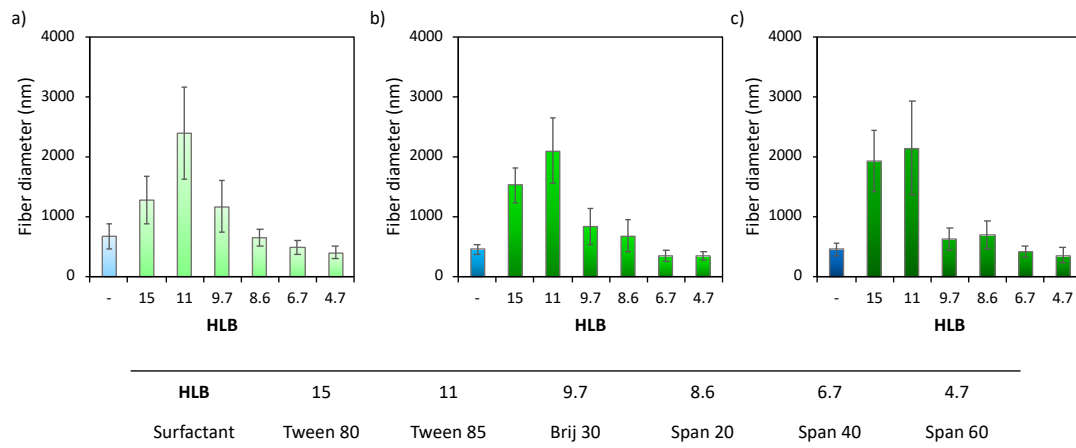 a)
4000
3000
2000
1000
0
Fiber diameter (nm)
- 15 11 9.7 8.6 6.7 4.7
HLB
b)
4000
3000
2000
1000
0
Fiber diameter (nm)
- 15 11 9.7 8.6 6.7 4.7
HLB
c)
4000
3000
2000
1000
0
Fiber diameter (nm)
- 15 11 9.7 8.6 6.7 4.7
HLB
HLB 15 11 9.7 8.6 6.7 4.7
Surfactant Tween 80 Tween 85 Brij 30 Span 20 Span 40 Span 60